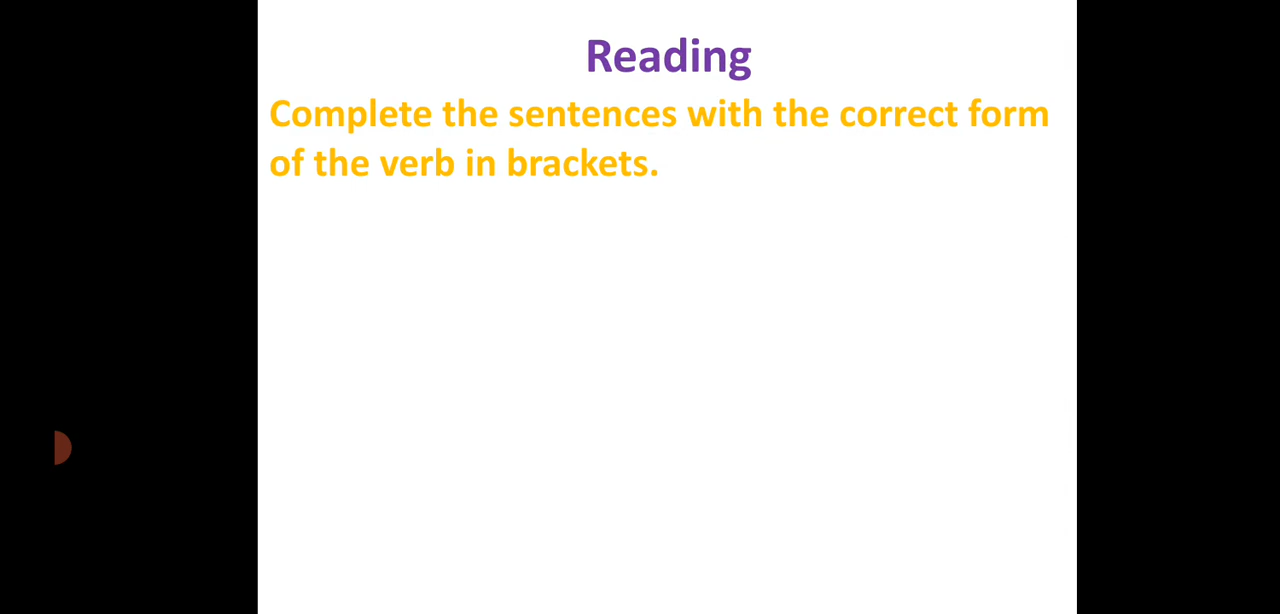 Reading
Complete the sentences with the correct form
of the verb in brackets.